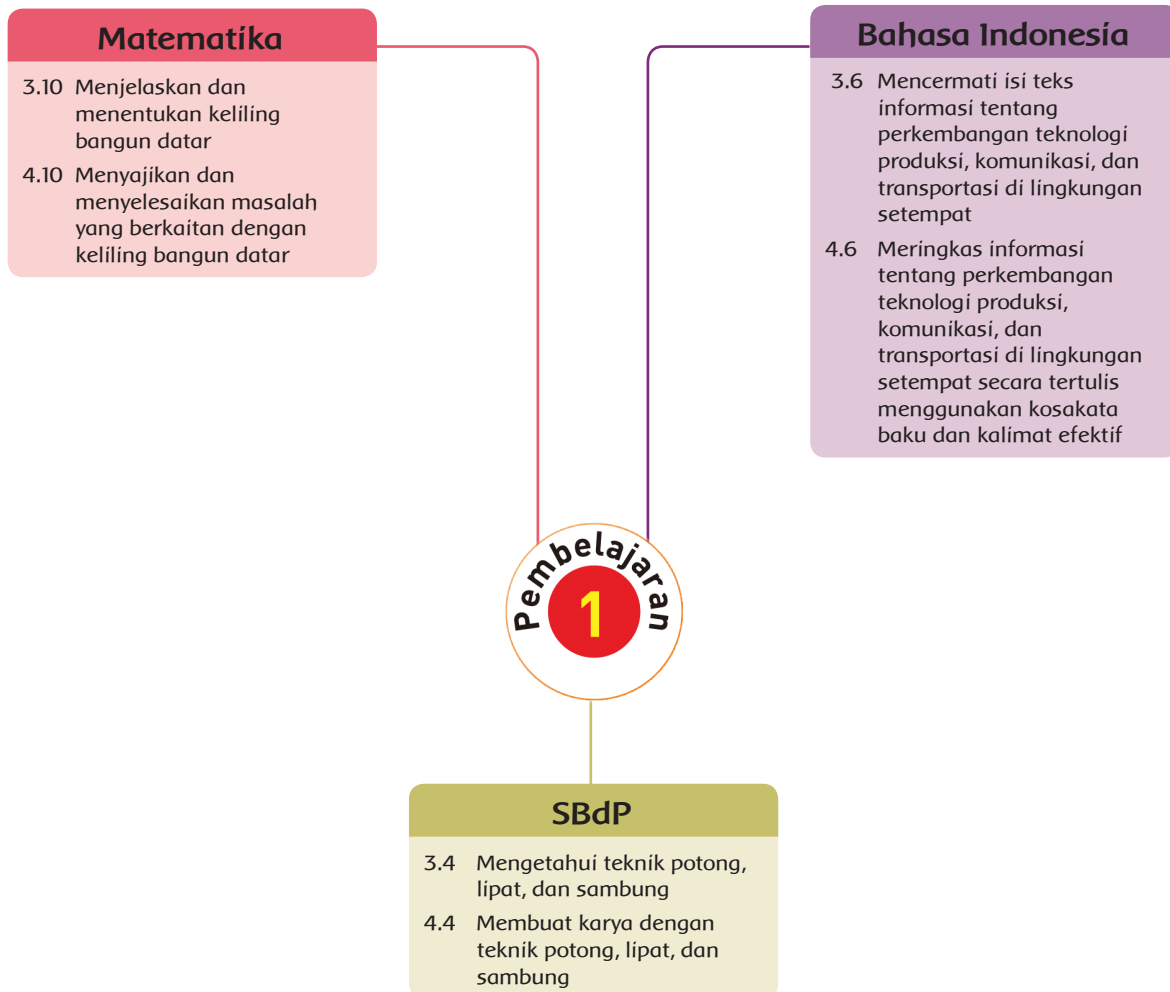 Matematika
3.10 Menjelaskan dan
menentukan keliling
bangun datar
4.10 Menyajikan dan
menyelesaikan masalah
yang berkaitan dengan
keliling bangun datar
Bahasa Indonesia
3.6 Mencermati isi teks
informasi tentang
perkembangan teknologi
produksi, komunikasi, dan
transportasi di lingkungan
setempat
4.6 Meringkas informasi
tentang perkembangan
teknologi produksi,
komunikasi, dan
transportasi di lingkungan
setempat secara tertulis
menggunakan kosakata
baku dan kalimat efektif
Pembelajaran
1
SBdP
3.4 Mengetahui teknik potong,
lipat, dan sambung
4.4 Membuat karya dengan
teknik potong, lipat, dan
sambung